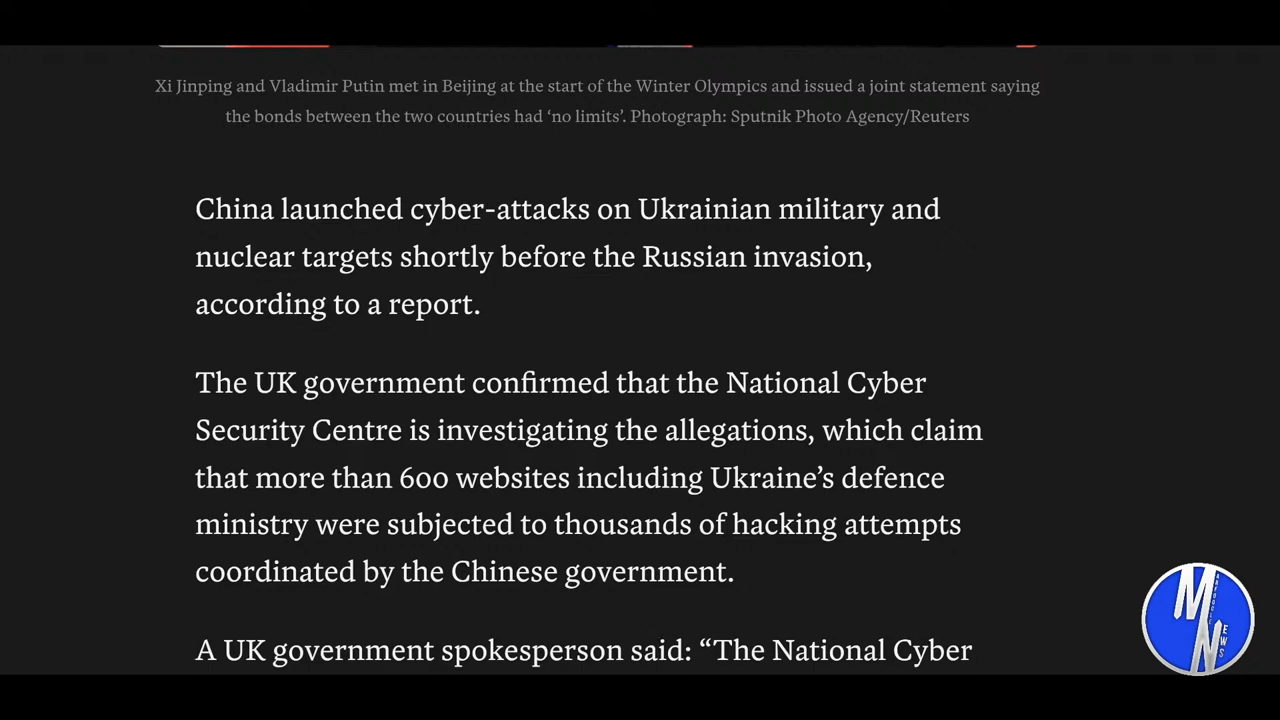 Xi Jinping and Vladimir Putin met in Beijing at the start of the Winter Olympics and issued a joint statement saying
the bonds between the two countries had ‘no limits’. Photograph: Sputnik Photo Agency/Reuters
China launched cyber-attacks on Ukrainian military and
nuclear targets shortly before the Russian invasion,
according to a report.
The UK government confirmed that the National Cyber
Security Centre is investigating the allegations, which claim
that more than 600 websites including Ukraine’s defence
ministry were subjected to thousands of hacking attempts
coordinated by the Chinese government.
A UK government spokesperson said: “The National Cyber
M
N
EWS